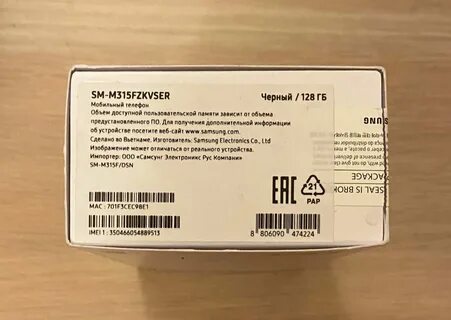 SM-M315FZKVSER
Черный / 128 ГБ
Мобильный телефон
Объем доступной пользовательской памяти зависит от объема
предустановленного ПО. Для получения дополнительной информации
об устройстве посетите веб-сайт www.samsung.com.
Сделано во Вьетнаме. Изготовитель: Samsung Electronics Co., Ltd
Изображение может отличаться от реального устройства.
Импортер: ООО «Самсунг Электроникс Рус Компани»
SM-M315F/DSN
MAC : 701F3CEC98E1
IMEI 1 : 350466054889513
EAC
21
PAP
8 806090 474224
SUNG
PACKAGE
SEAL IS BROK